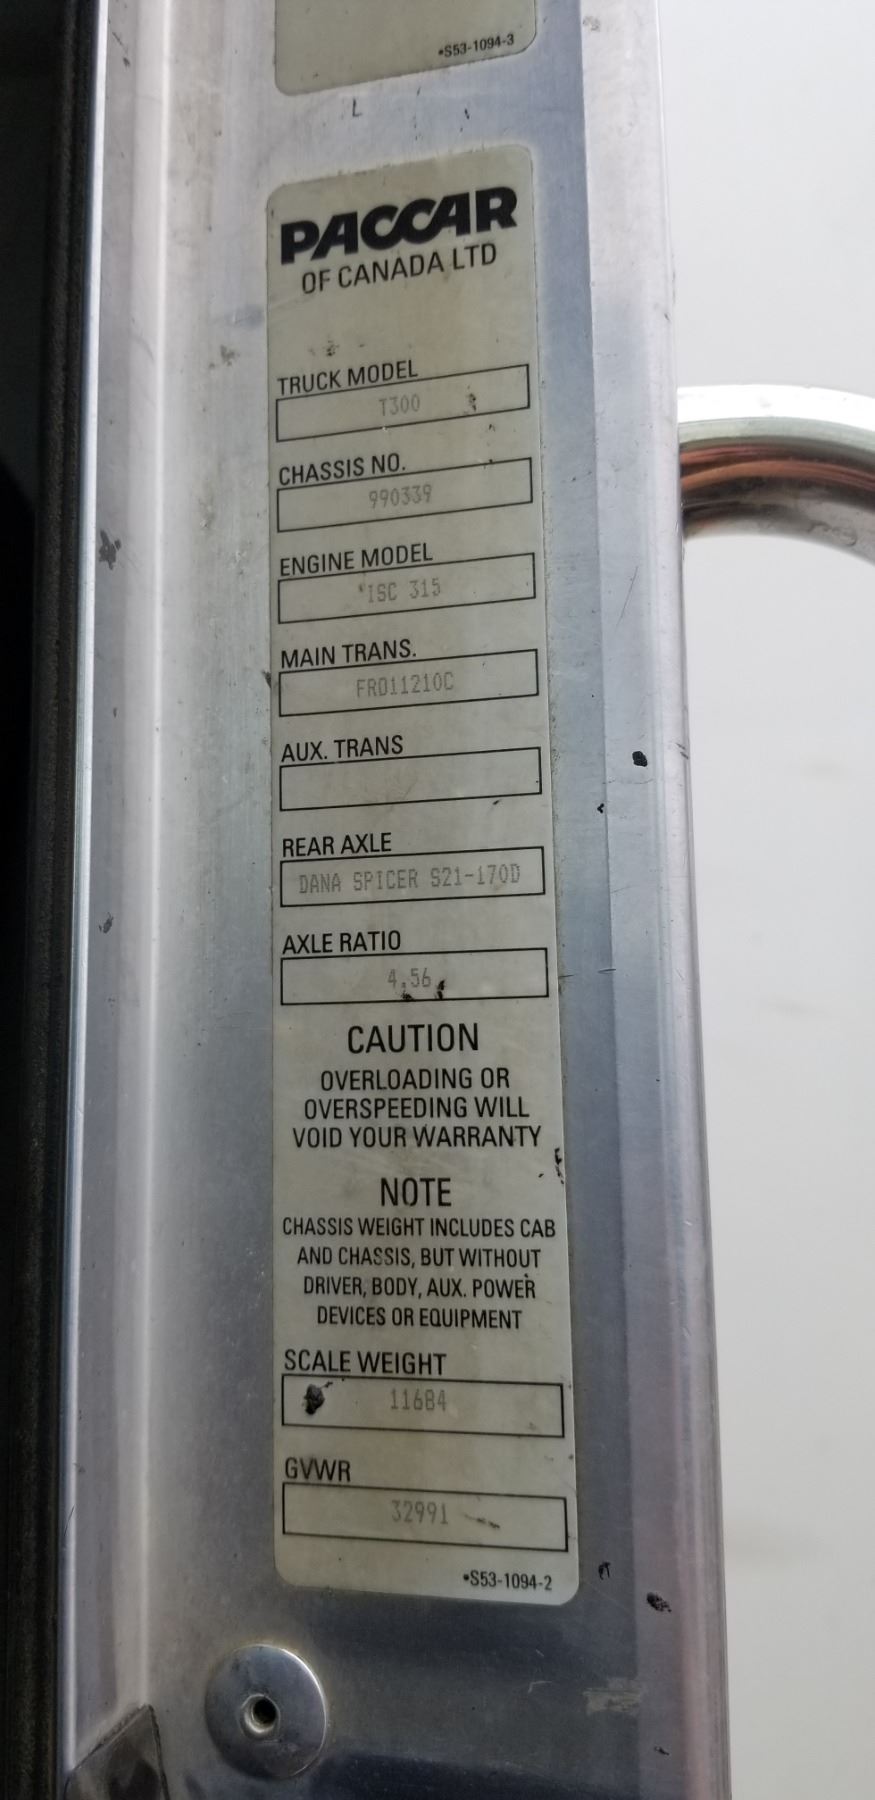 •S53-1094-3
PACCAR
OF CANADA LTD
TRUCK MODEL
T300
CHASSIS NO.
990339
ENGINE MODEL
ISC 315
MAIN TRANS.
FRO11210C
AUX. TRANS
REAR AXLE
DANA SPICER S21-170D
AXLE RATIO
4.56
CAUTION
OVERLOADING OR
OVERSPEEDING WILL
VOID YOUR WARRANTY
NOTE
CHASSIS WEIGHT INCLUDES CAB
AND CHASSIS, BUT WITHOUT
DRIVER, BODY, AUX. POWER
DEVICES OR EQUIPMENT
SCALE WEIGHT
11684
GVWR
32991
•S53-1094-2